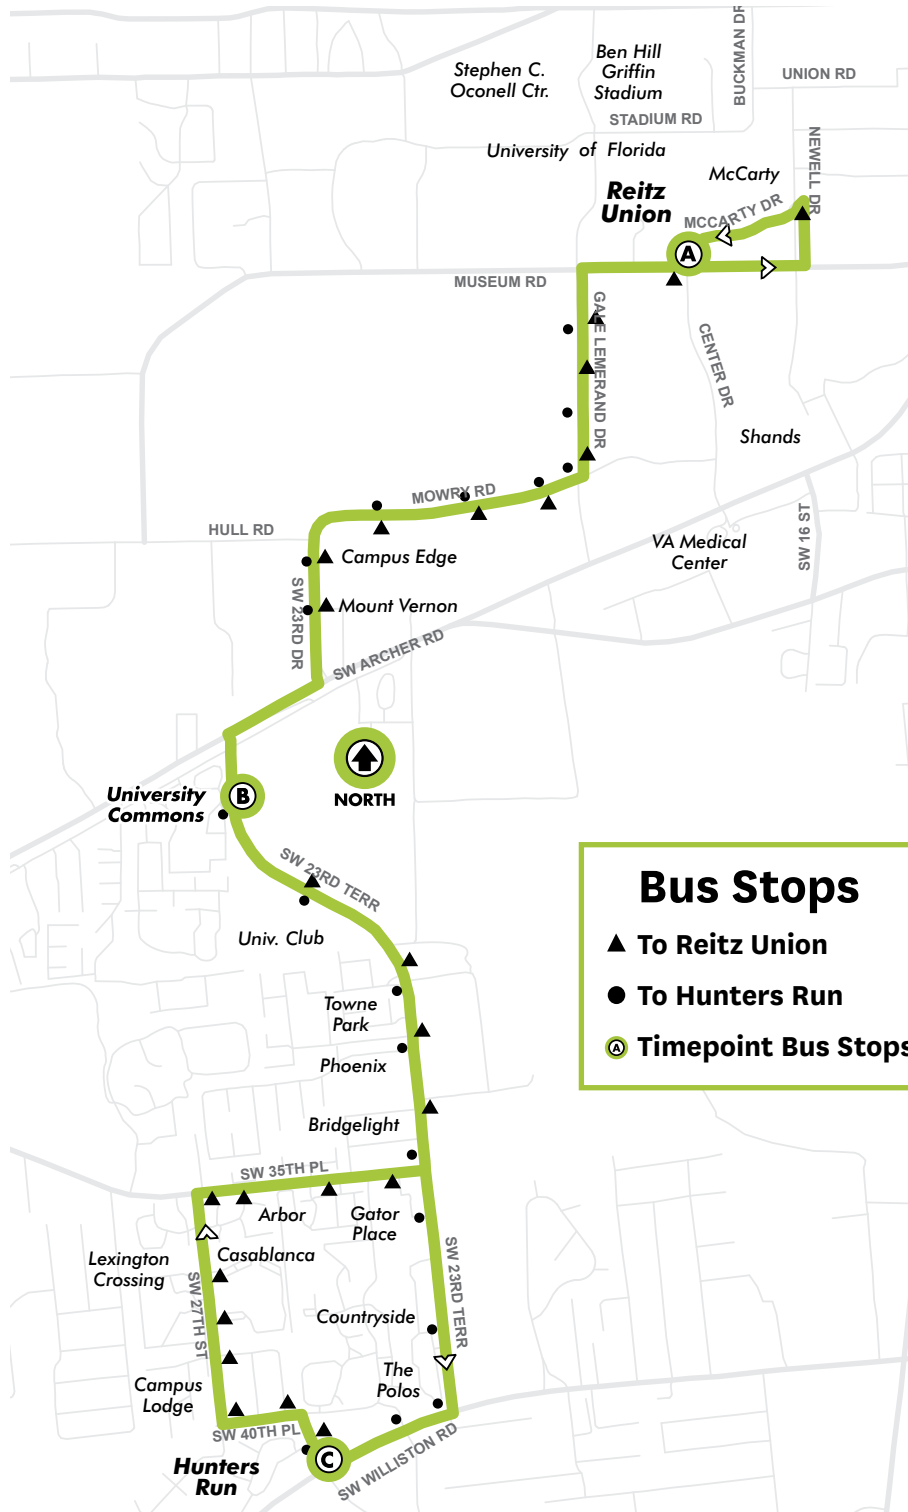 BUCKMAN DR
Ben Hill
Griffin
Stadium
Stephen C.
Oconell Ctr.
UNION RD
STADIUM RD
University of Florida
NEWELL DR
McCarty
Reitz
Union
MCCARTY DR
A
MUSEUM RD
GALE LEMERAND DR
CENTER DR
Shands
MOWRY RD
HULL RD
SW 16 ST
VA Medical
Center
Campus Edge
SW 23RD DR
Mount Vernon
SW ARCHER RD
NORTH
University
Commons
B
SW 23RD TERR
Univ. Club
Bus Stops
To Reitz Union
To Hunters Run
A Timepoint Bus Stops
Towne
Park
Phoenix
Bridgelight
SW 35TH PL
Arbor
Gator
Place
Casablanca
Lexington
Crossing
SW 27TH ST
SW 23RD TERR
Countryside
The
Polos
Campus
Lodge
SW 40TH PL
Hunters
Run
C
SW WILLISTON RD